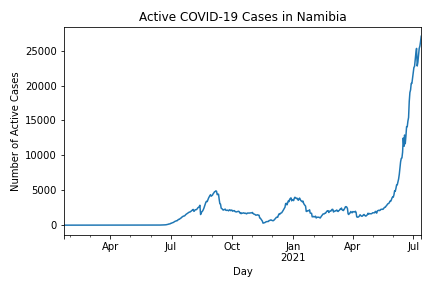 Active COVID-19 Cases in Namibia
Number of Active Cases
25000
20000
15000
10000
5000
0
Apr
Jul
Oct
Jan
2021
Apr
Jul
Day